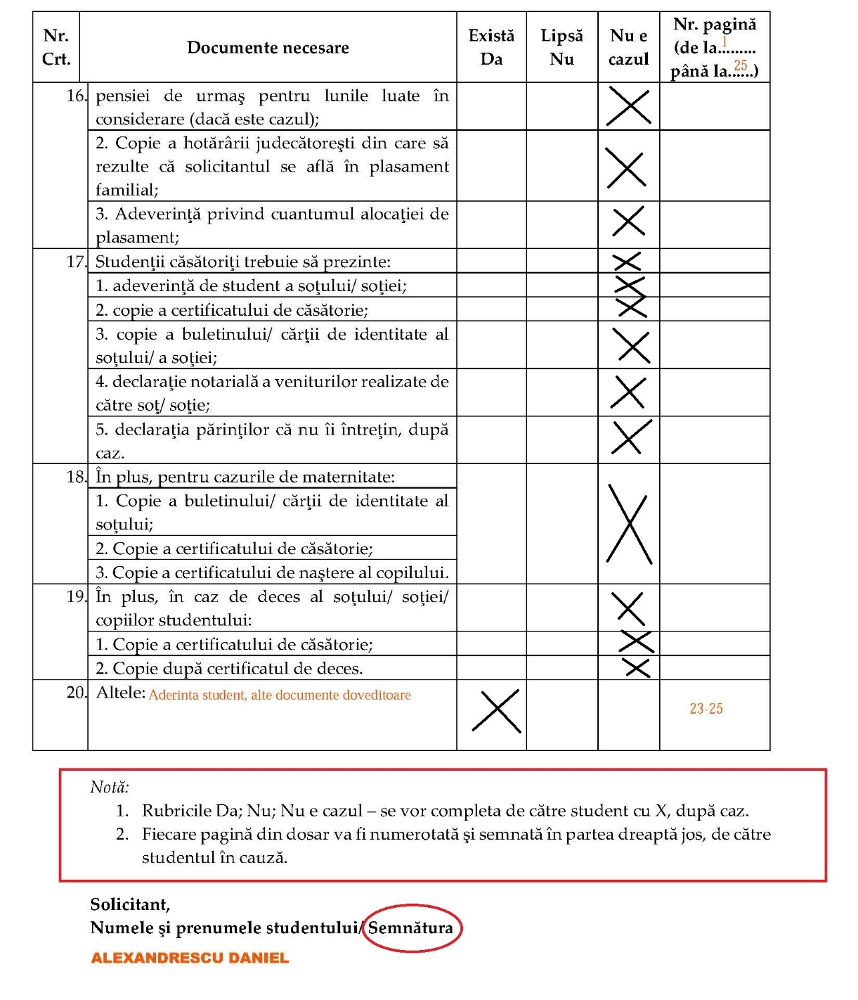 Nr. Crt.
Documente necesare
Există Da
Lipsă Nu
Nu e cazul
Nr. pagină
(de la...1......
până la..25....)
16. pensiei de urmaş pentru lunile luate în
considerare (dacă este cazul);
2. Copie a hotărârii judecătoreşti din care să
rezulte că solicitantul se află în plasament
familial;
3. Adeverinţă privind cuantumul alocaţiei de
plasament;
17. Studenţii căsătoriţi trebuie să prezinte:
1. adeverinţă de student a soţului/ soţiei;
2. copie a certificatului de căsătorie;
3. copie a buletinului/ cărţii de identitate al
soţului/ a soţiei;
4. declaraţie notarială a veniturilor realizate de
către soţ/ soţie;
5. declaraţia părinţilor că nu îi întreţin, după
caz.
18. În plus, pentru cazurile de maternitate:
1. Copie a buletinului/ cărţii de identitate al
soţului;
2. Copie a certificatului de căsătorie;
3. Copie a certificatului de naştere al copilului.
19. În plus, în caz de deces al soţului/ soţiei/
copiilor studentului:
1. Copie a certificatului de căsătorie;
2. Copie după certificatul de deces.
20. Altele: Aderinta student, alte documente doveditoare
23-25
Notă:
1. Rubricile Da; Nu; Nu e cazul – se vor completa de către student cu X, după caz.
2. Fiecare pagină din dosar va fi numerotată şi semnată în partea dreaptă jos, de către
studentul în cauză.
Solicitant,
Numele şi prenumele studentului/ Semnătura
ALEXANDRESCU DANIEL